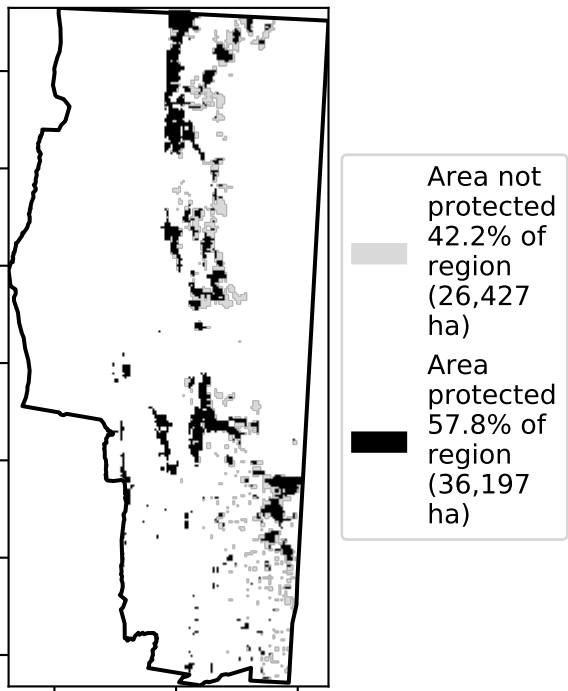 Area not
protected
42.2% of
region
(26,427
ha)
Area
protected
57.8% of
region
(36,197
ha)